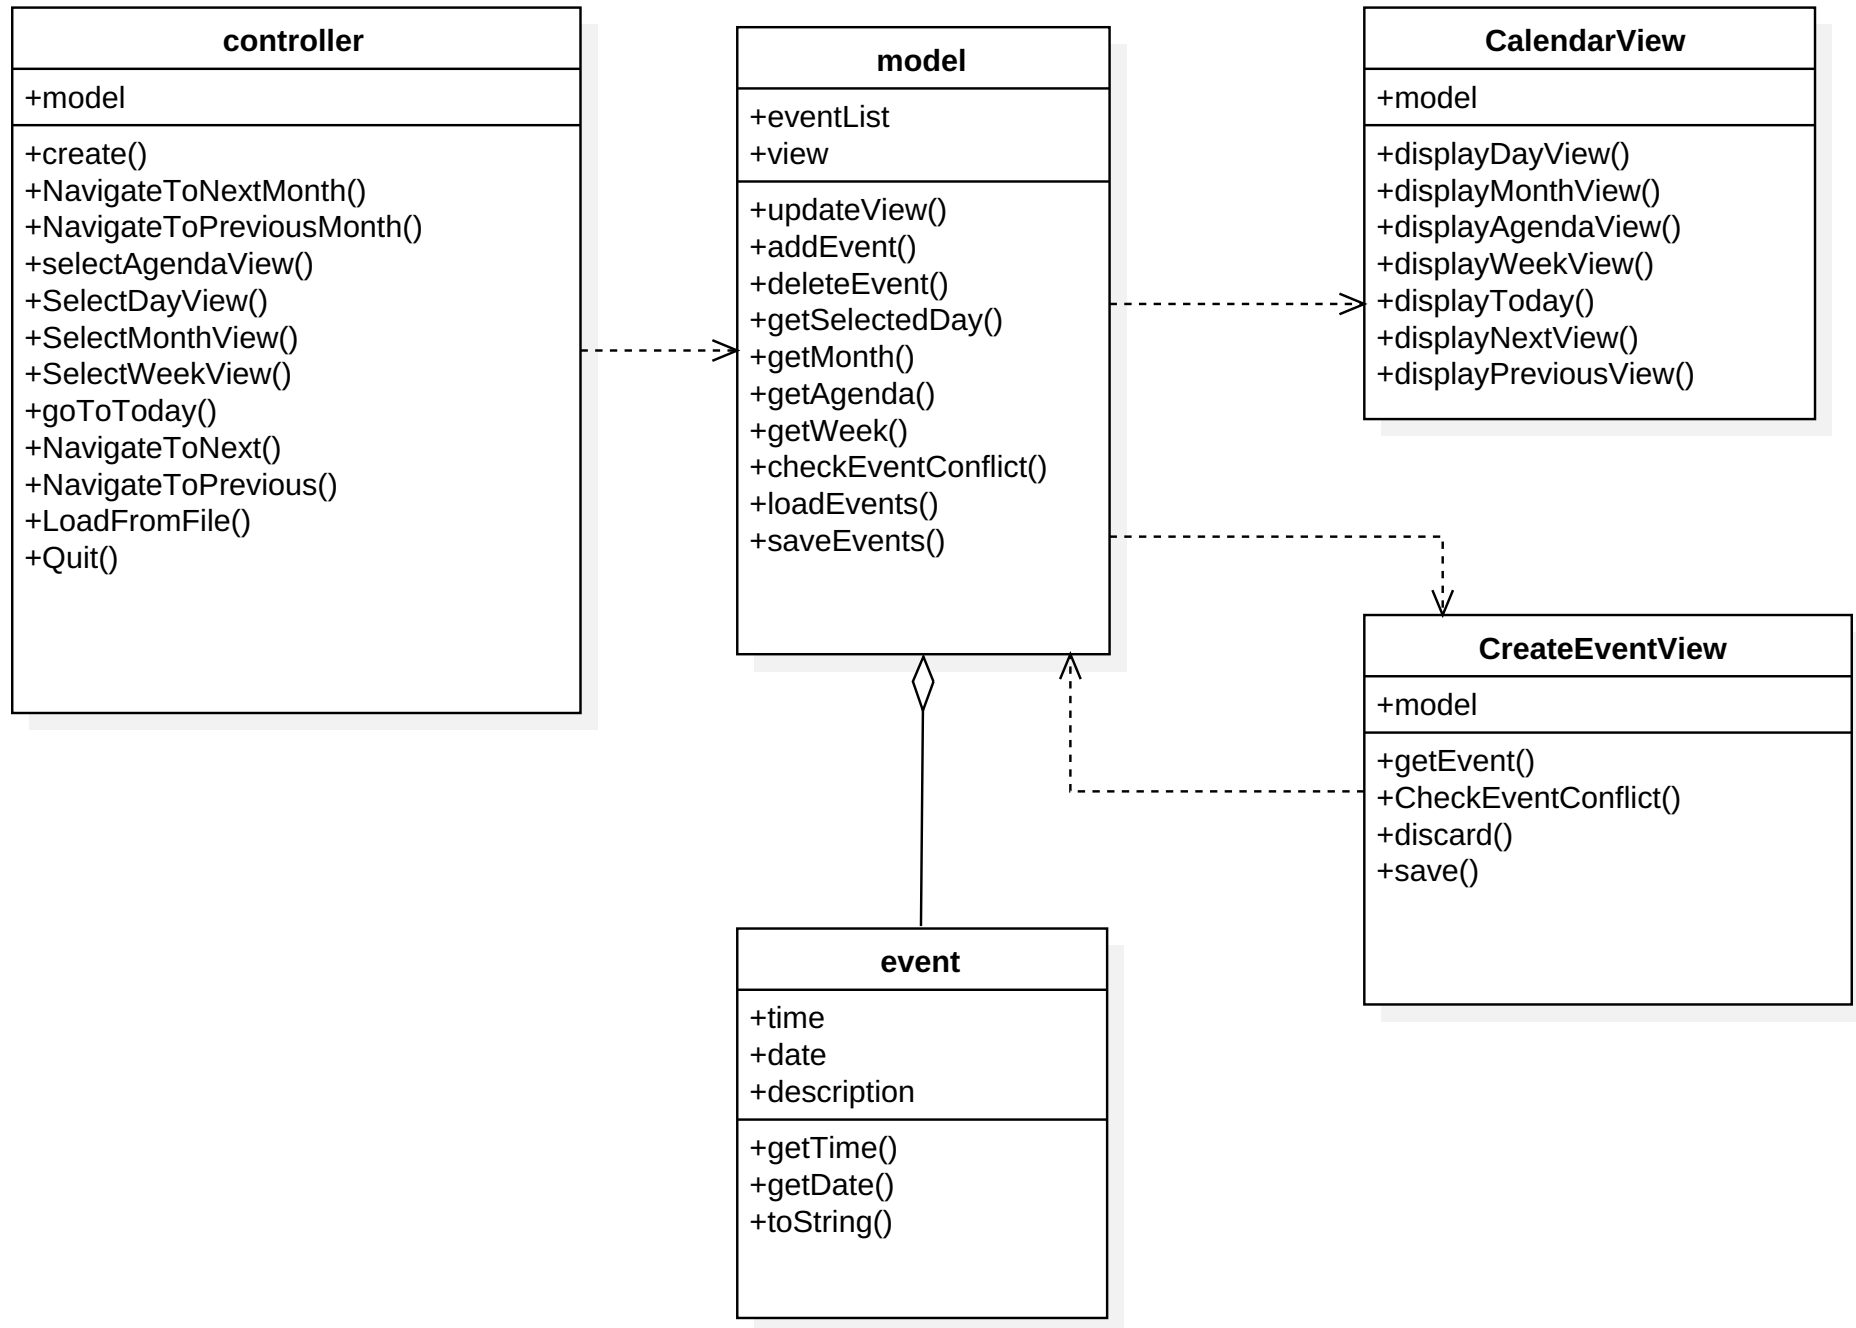 controller
+model
+create()
+NavigateToNextMonth()
+NavigateToPreviousMonth()
+selectAgendaView()
+SelectDayView()
+SelectMonthView()
+SelectWeekView()
+goToToday()
+NavigateToNext()
+NavigateToPrevious()
+LoadFromFile()
+Quit()
model
+eventList
+view
+updateView()
+addEvent()
+deleteEvent()
+getSelectedDay()
+getMonth()
+getAgenda()
+getWeek()
+checkEventConflict()
+loadEvents()
+saveEvents()
CalendarView
+model
+displayDayView()
+displayMonthView()
+displayAgendaView()
+displayWeekView()
+displayToday()
+displayNextView()
+displayPreviousView()
CreateEventView
+model
+getEvent()
+CheckEventConflict()
+discard()
+save()
event
+time
+date
+description
+getTime()
+getDate()
+toString()